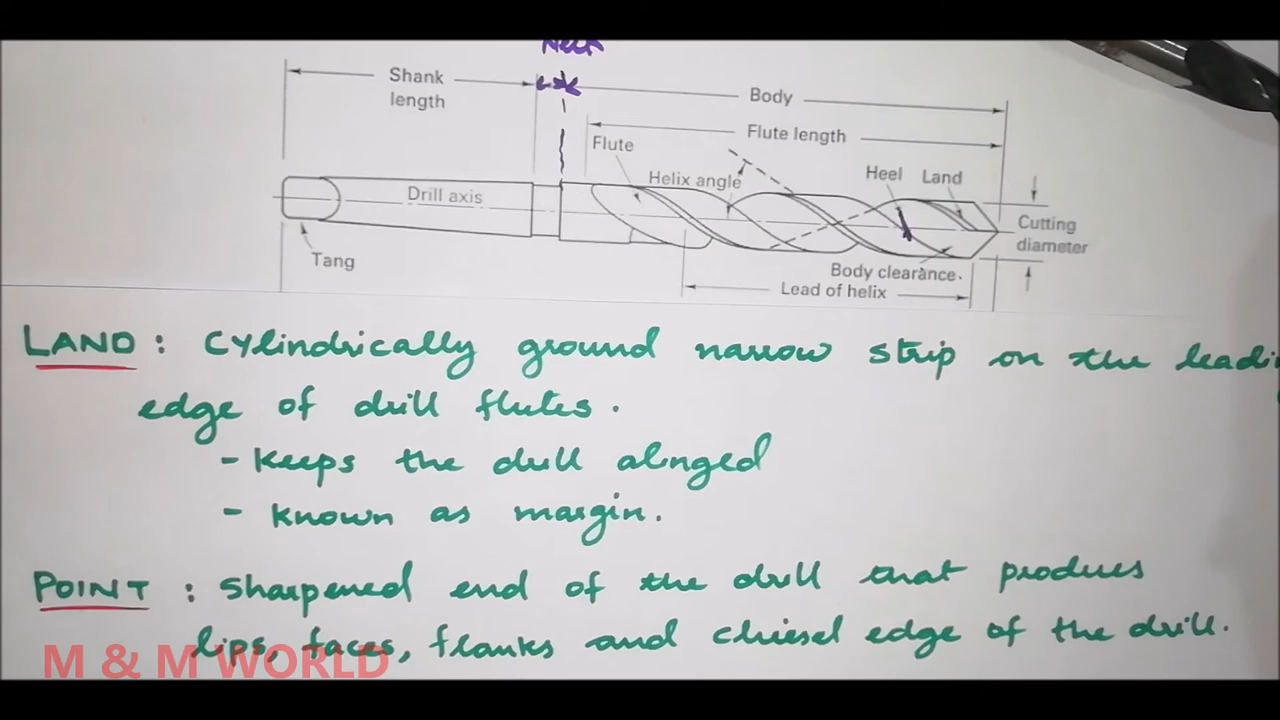 Neck
Shank
length
Body
Flute length
Flute
Helix angle
Heel
Land
Drill axis
Cutting
diameter
Tang
Body clearance.
Lead of helix
LAND : Cylindrically ground narrow strip on the leadi
edge of drill flutes.
- Keeps the drill alinged
- known as margin.
POINT : Sharpened end of the drill that produces
lips, faces, flanks and chiesel edge of the drill.
M & M WORLD